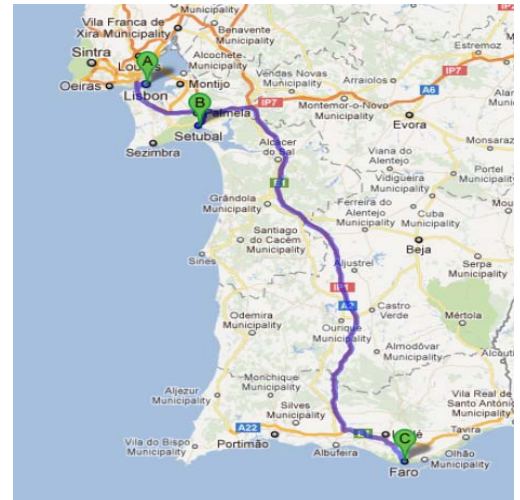 Vila Franca de
Xira Municipality
Benavente
Municipality
Sintra
A
Alcochete
Municipality
Estremoz
IP2
IP7
Vendas Novas
Municipality
Arraiolos
Oeiras
Lisbon
Montijo
A6
B
Palmela
IP7
Montemor-o-Novo
Municipality
Evora
Setubal
Sezimbra
Alcácer
do Sal
Viana do
Alentejo
Portel
Municipality
Vidigueira
Municipality
E1
Grândola
Municipality
Ferreira do
Alentejo
Cuba
Municipality
Santiago
do Cacém
Municipality
Beja
Serpa
Municipality
Sines
Aljustrel
IP1
A2
Castro
Verde
Odemira
Municipality
Ourique
Municipality
Mértola
Almodôvar
Municipality
Aljezur
Municipality
Monchique
Municipality
Silves
Municipality
Vila Real de
Santo António
Tavira
A22
Portimão
C
Vila do Bispo
Municipality
Albufeira
Faro
Olhão
Municipality